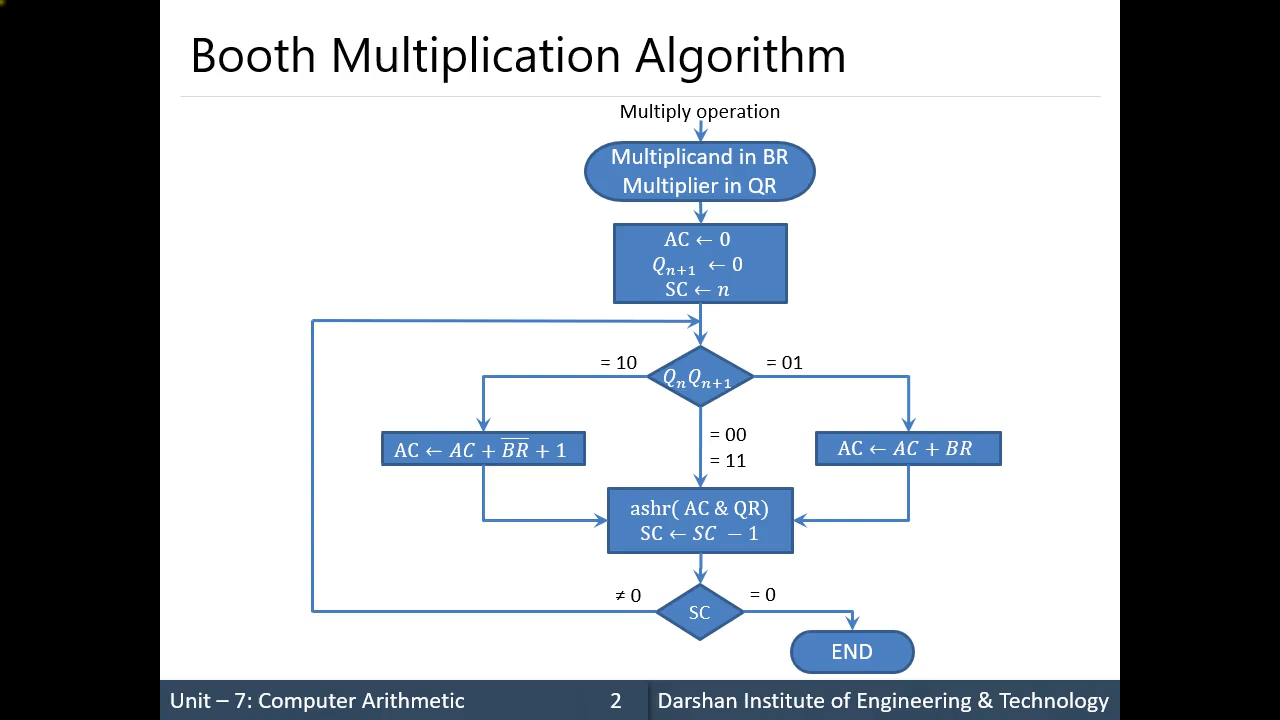 Booth Multiplication Algorithm
Multiply operation
Multiplicand in BR
Multiplier in QR
AC ← 0
Qₙ₊₁ ← 0
SC ← n
= 10
QₙQₙ₊₁
= 01
= 00
= 11
AC ← AC + B̅R̅ + 1
AC ← AC + BR
ashr( AC & QR)
SC ← SC − 1
≠ 0
SC
= 0
END
Unit – 7: Computer Arithmetic
2
Darshan Institute of Engineering & Technology